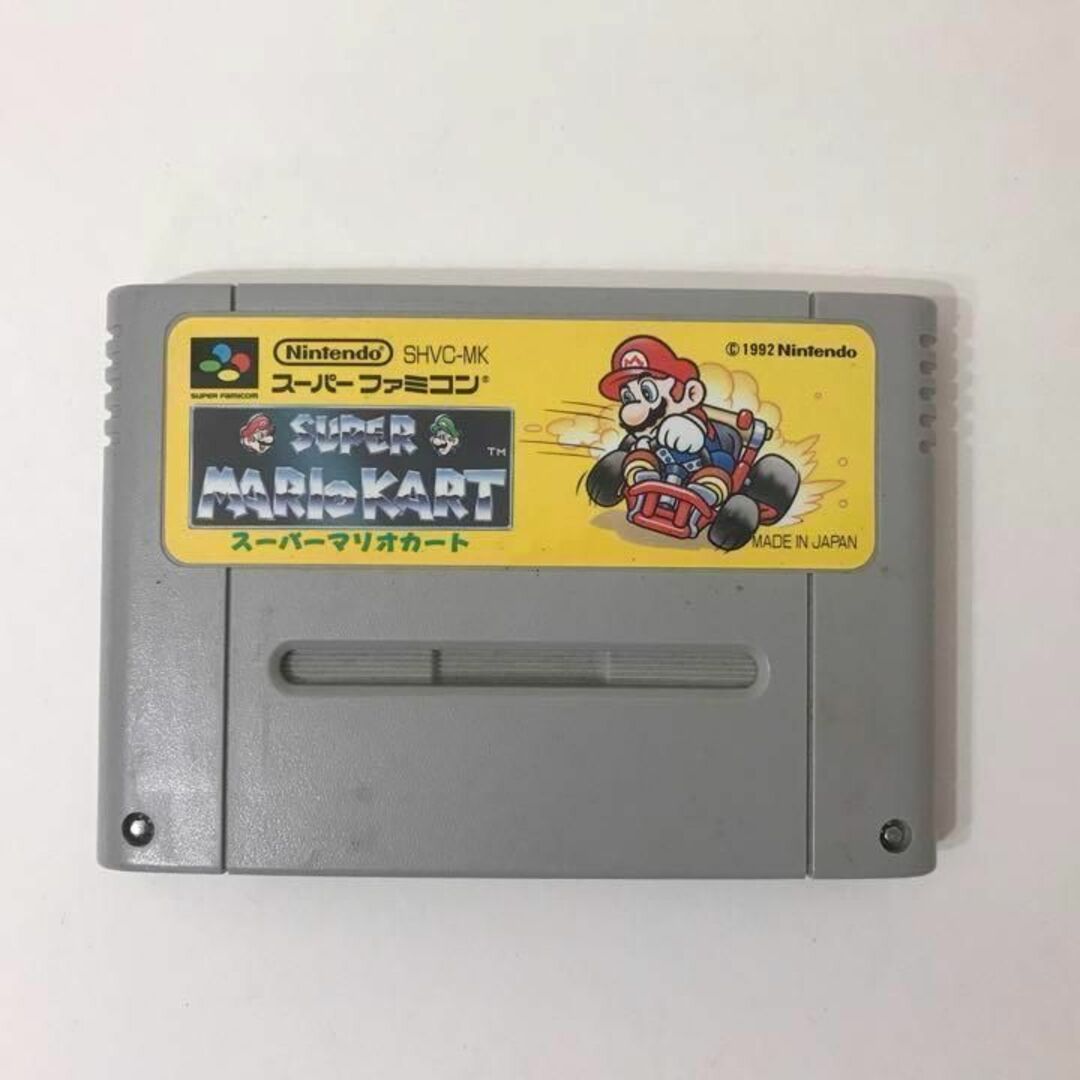 Nintendo SHVC-MK
スーパーファミコン®
SUPER FAMICOM
© 1992 Nintendo
SUPER
MARIO KART TM
スーパーマリオカート
M
MADE IN JAPAN